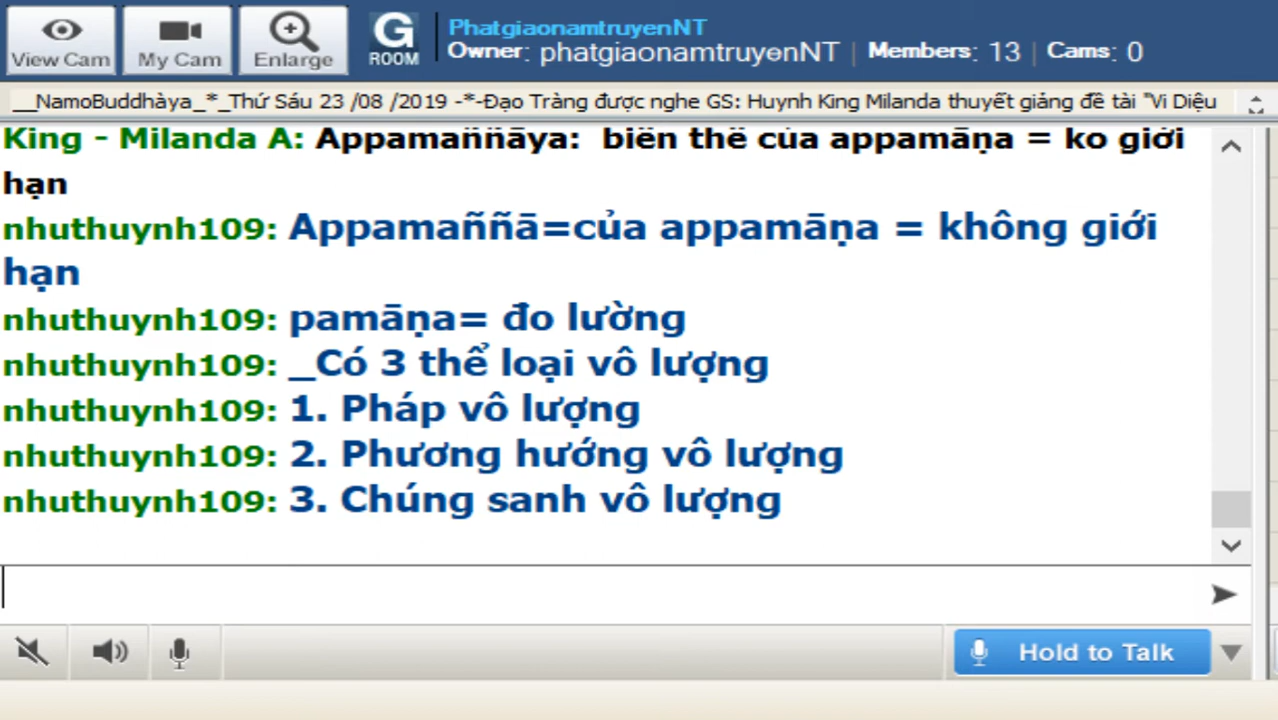 PhatgiaonamtruyenNT
View Cam My Cam Enlarge G ROOM Owner: phatgiaonamtruyenNT | Members: 13 | Cams: 0
__NamoBuddhàya_*_Thứ Sáu 23 /08 /2019 -*-Đạo Tràng được nghe GS: Huynh King Milanda thuyết giảng đề tài "Vi Diệu
King - Milanda A: Appamaññāya: biến thể của appamāṇa = ko giới
hạn
nhuthuynh109: Appamaññā=của appamāṇa = không giới
hạn
nhuthuynh109: pamāṇa= đo lường
nhuthuynh109: _Có 3 thể loại vô lượng
nhuthuynh109: 1. Pháp vô lượng
nhuthuynh109: 2. Phương hướng vô lượng
nhuthuynh109: 3. Chúng sanh vô lượng
Hold to Talk